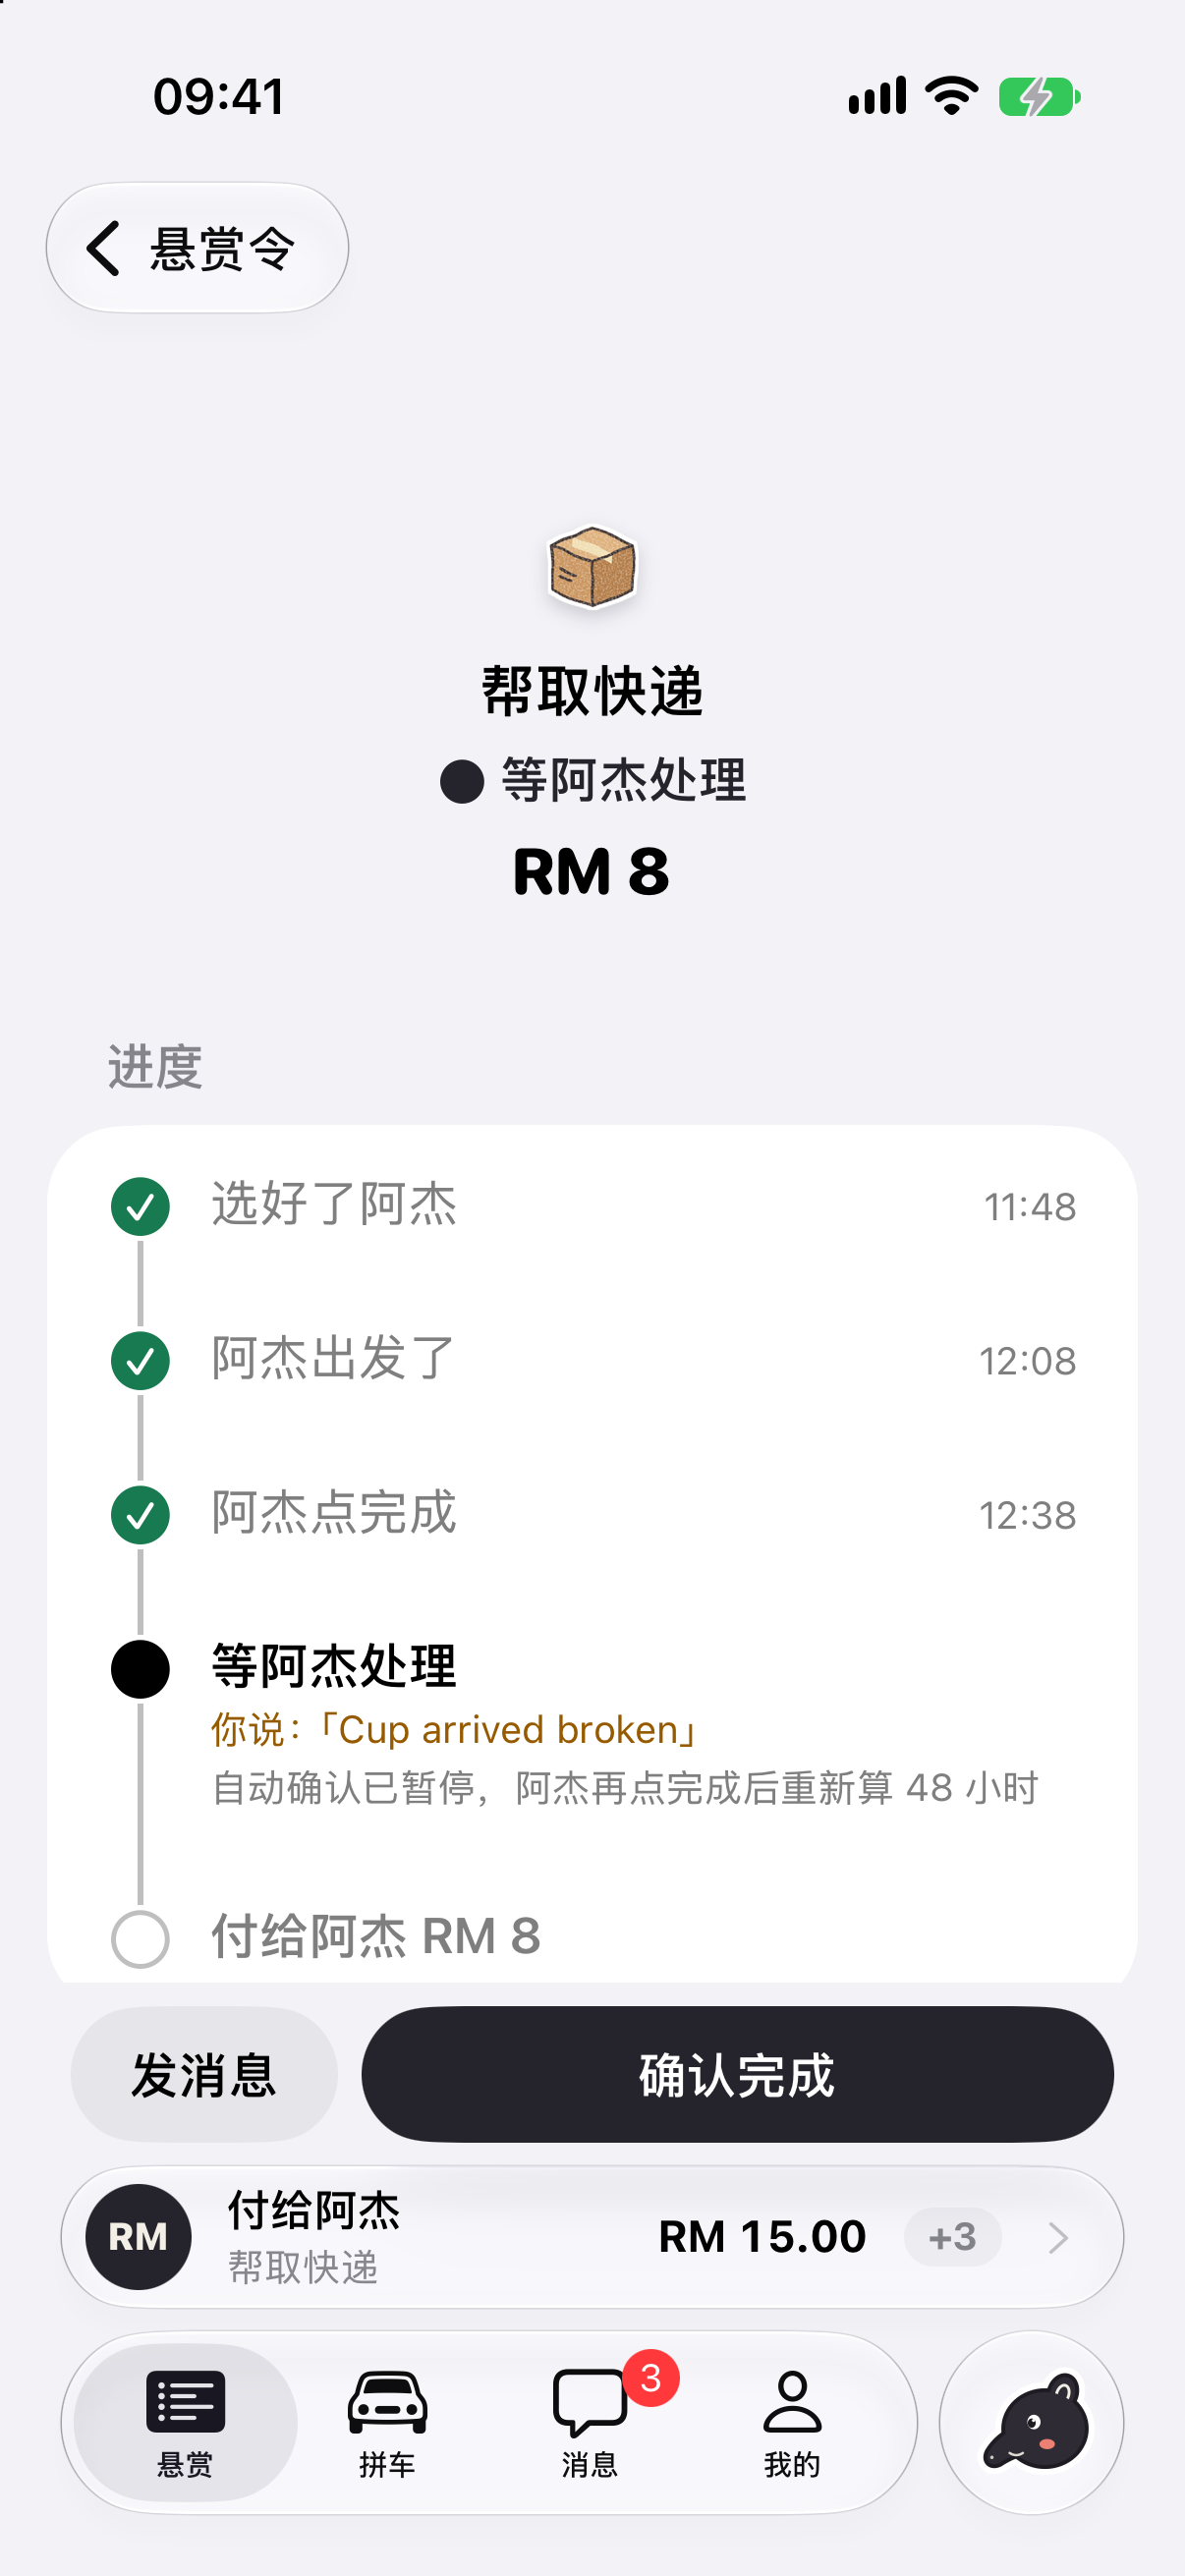 09:41
悬赏令
帮取快递
等阿杰处理
RM 8
进度
选好了阿杰 11:48
阿杰出发了 12:08
阿杰点完成 12:38
等阿杰处理
你说：「Cup arrived broken」
自动确认已暂停，阿杰再点完成后重新算 48 小时
付给阿杰 RM 8
发消息 确认完成
RM 付给阿杰 RM 15.00 +3
帮取快递
3
悬赏 拼车 消息 我的